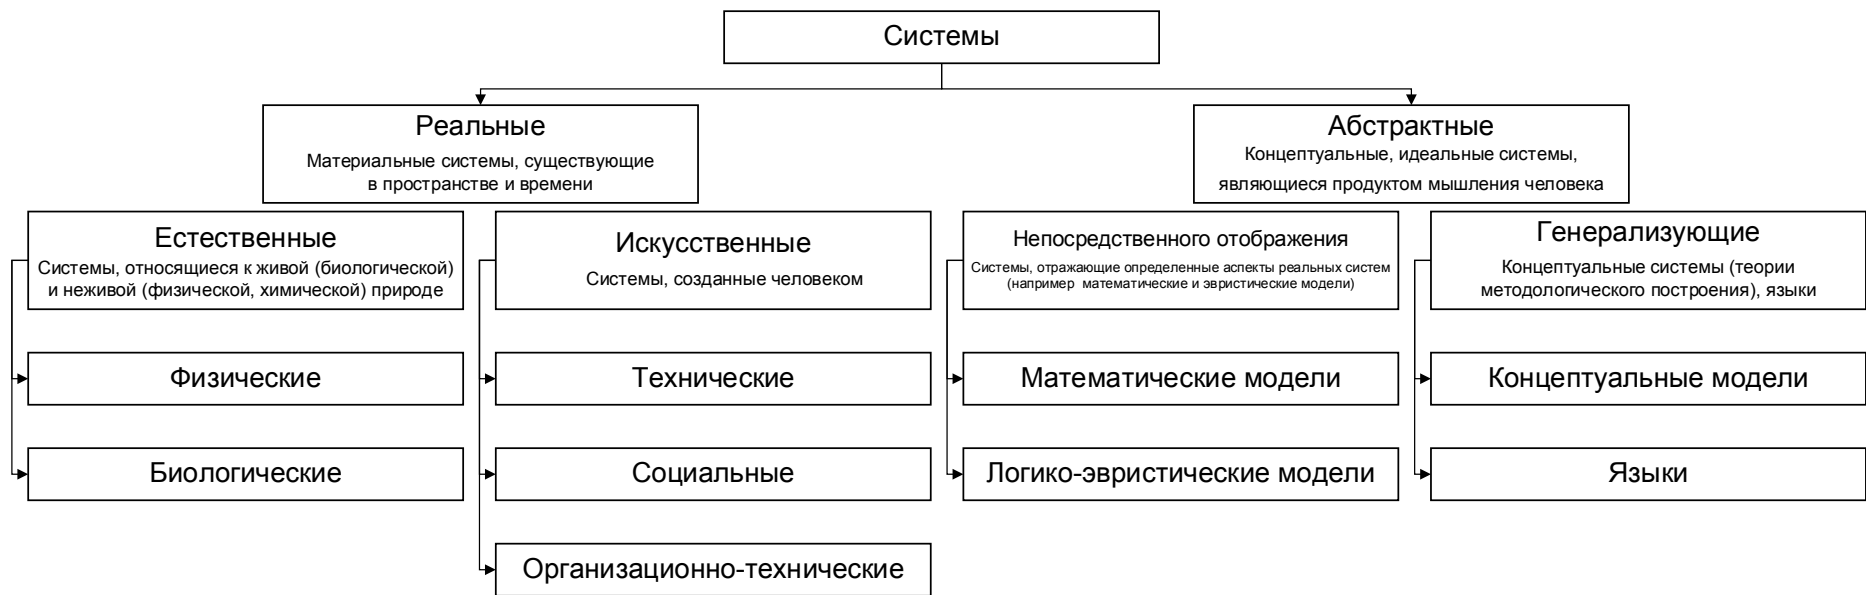 Системы
Реальные
Материальные системы, существующие
в пространстве и времени
Абстрактные
Концептуальные, идеальные системы,
являющиеся продуктом мышления человека
Естественные
Системы, относящиеся к живой (биологической)
и неживой (физической, химической) природе
Физические
Биологические
Искусственные
Системы, созданные человеком
Технические
Социальные
Организационно-технические
Непосредственного отображения
Системы, отражающие определенные аспекты реальных систем
(например математические и эвристические модели)
Математические модели
Логико-эвристические модели
Генерализующие
Концептуальные системы (теории
методологического построения), языки
Концептуальные модели
Языки